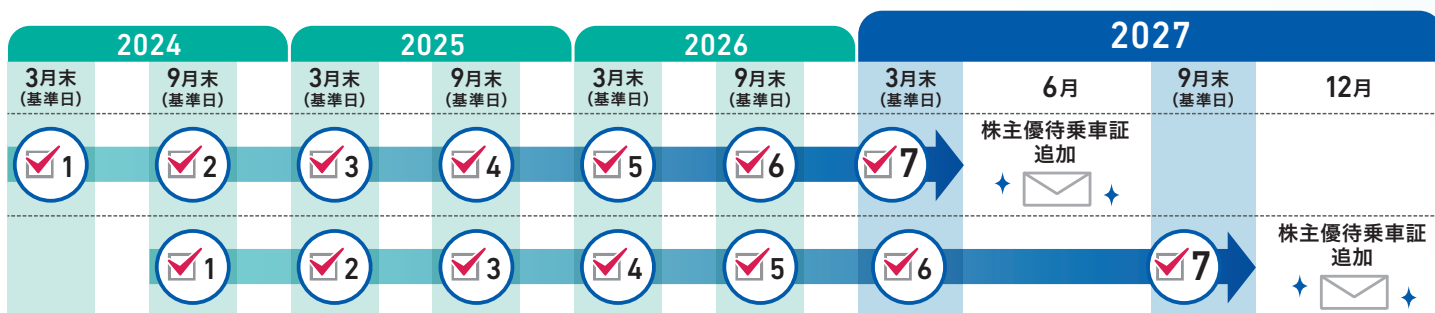 2024 2025 2026 2027
3月末 9月末 3月末 9月末 3月末 9月末 3月末 6月 9月末 12月
(基準日) (基準日) (基準日) (基準日) (基準日) (基準日) (基準日) (基準日)
1 2 3 4 5 6 7
株主優待乗車証
追加
1 2 3 4 5 6 7
株主優待乗車証
追加